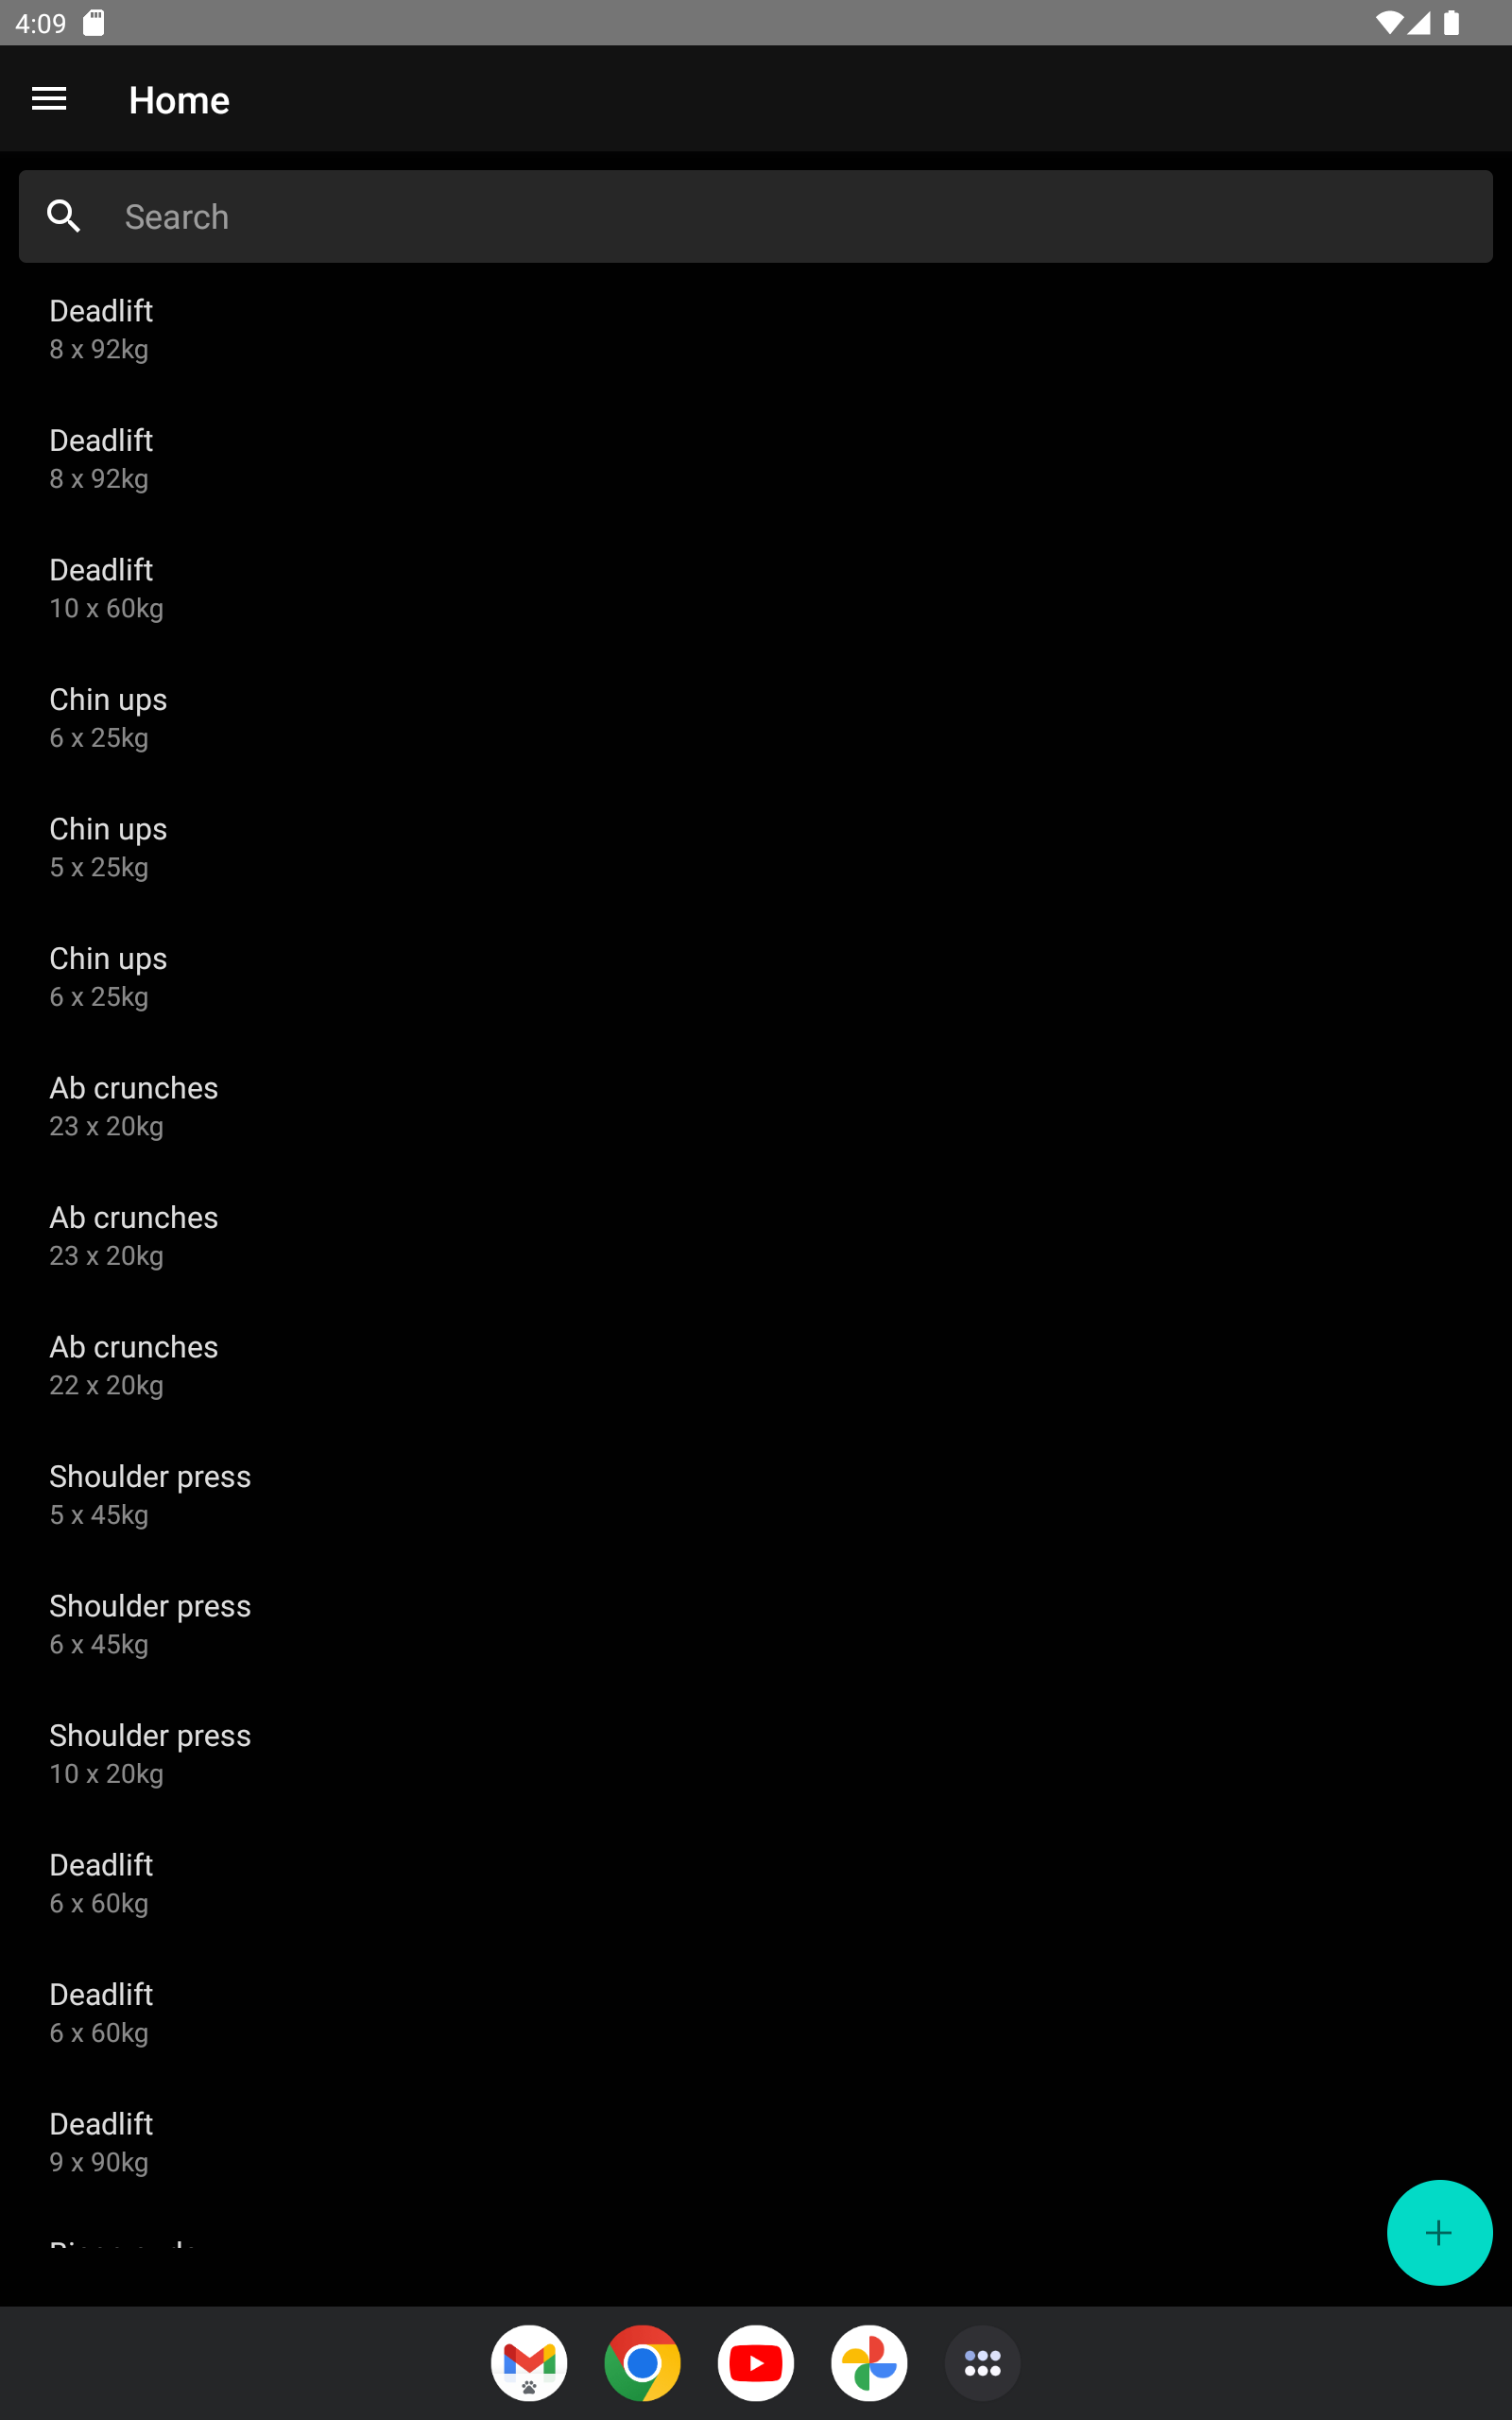 4:09
Home
Search
Deadlift
8 x 92kg
Deadlift
8 x 92kg
Deadlift
10 x 60kg
Chin ups
6 x 25kg
Chin ups
5 x 25kg
Chin ups
6 x 25kg
Ab crunches
23 x 20kg
Ab crunches
23 x 20kg
Ab crunches
22 x 20kg
Shoulder press
5 x 45kg
Shoulder press
6 x 45kg
Shoulder press
10 x 20kg
Deadlift
6 x 60kg
Deadlift
6 x 60kg
Deadlift
9 x 90kg